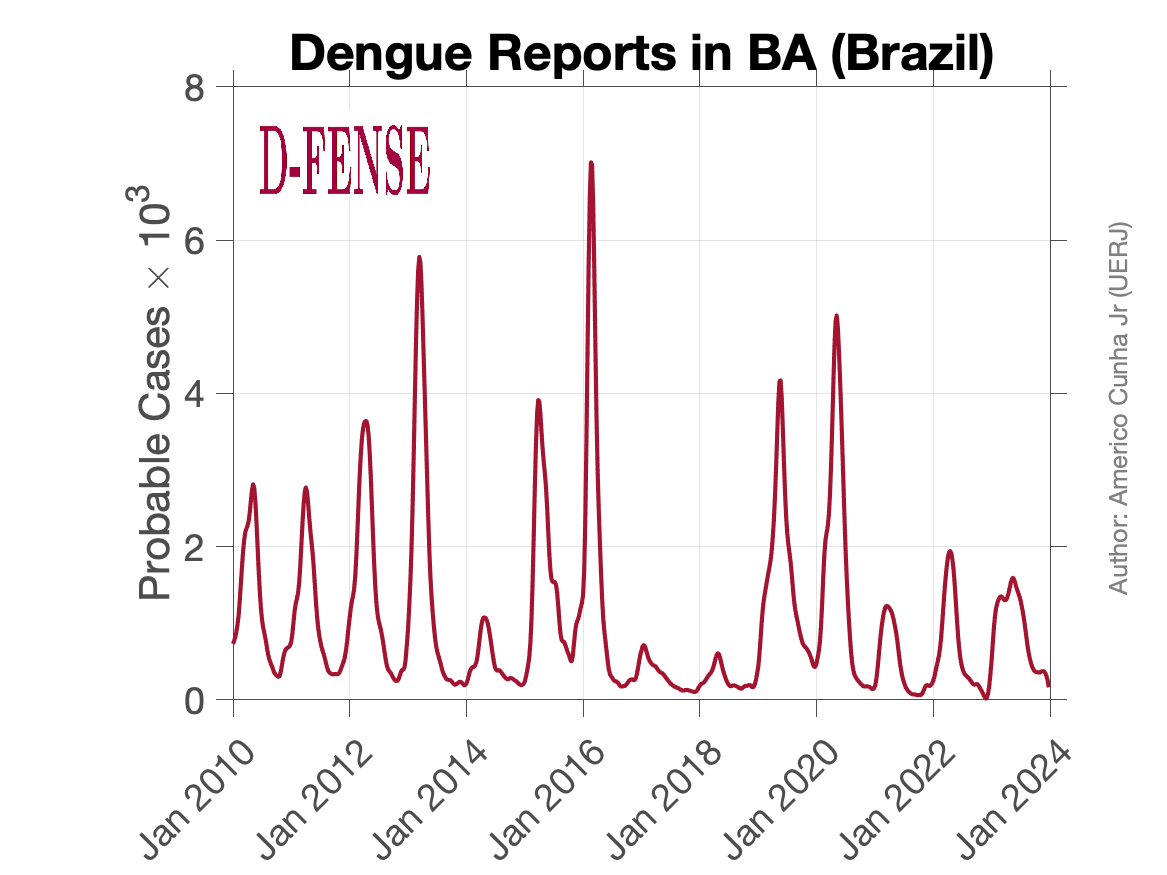 Dengue Reports in BA (Brazil)
D-FENSE
8
6
4
2
0
Probable Cases × 10³
Jan 2010
Jan 2012
Jan 2014
Jan 2016
Jan 2018
Jan 2020
Jan 2022
Jan 2024
Author: Americo Cunha Jr (UERJ)